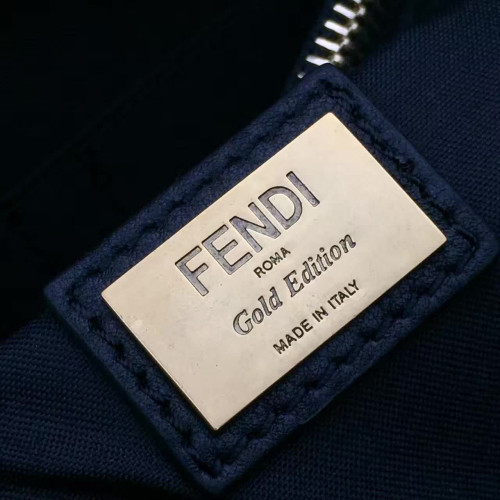 FENDI
ROMA
Gold Edition
MADE IN ITALY